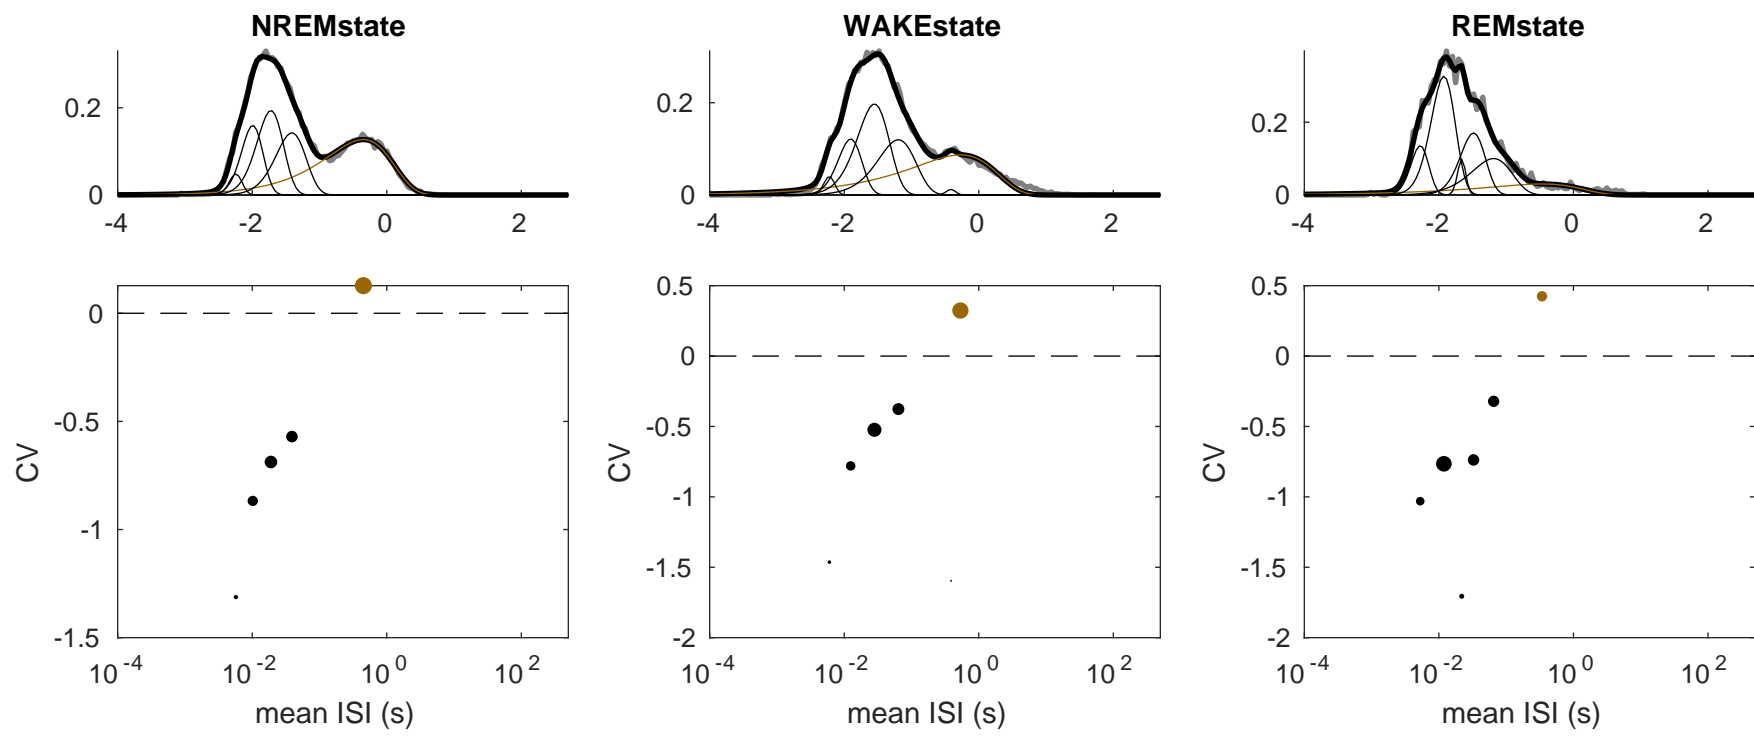 NREMstate WAKEstate REMstate
0.2 0.2 0.2
0 0 0
-4 -2 0 2 -4 -2 0 2 -4 -2 0 2
0 -0.5 -1 -1.5
CV
10^-4 10^-2 10^0 10^2
mean ISI (s)
0.5 0 -0.5 -1 -1.5 -2
10^-4 10^-2 10^0 10^2
mean ISI (s)
0.5 0 -0.5 -1 -1.5 -2
CV
10^-4 10^-2 10^0 10^2
mean ISI (s)